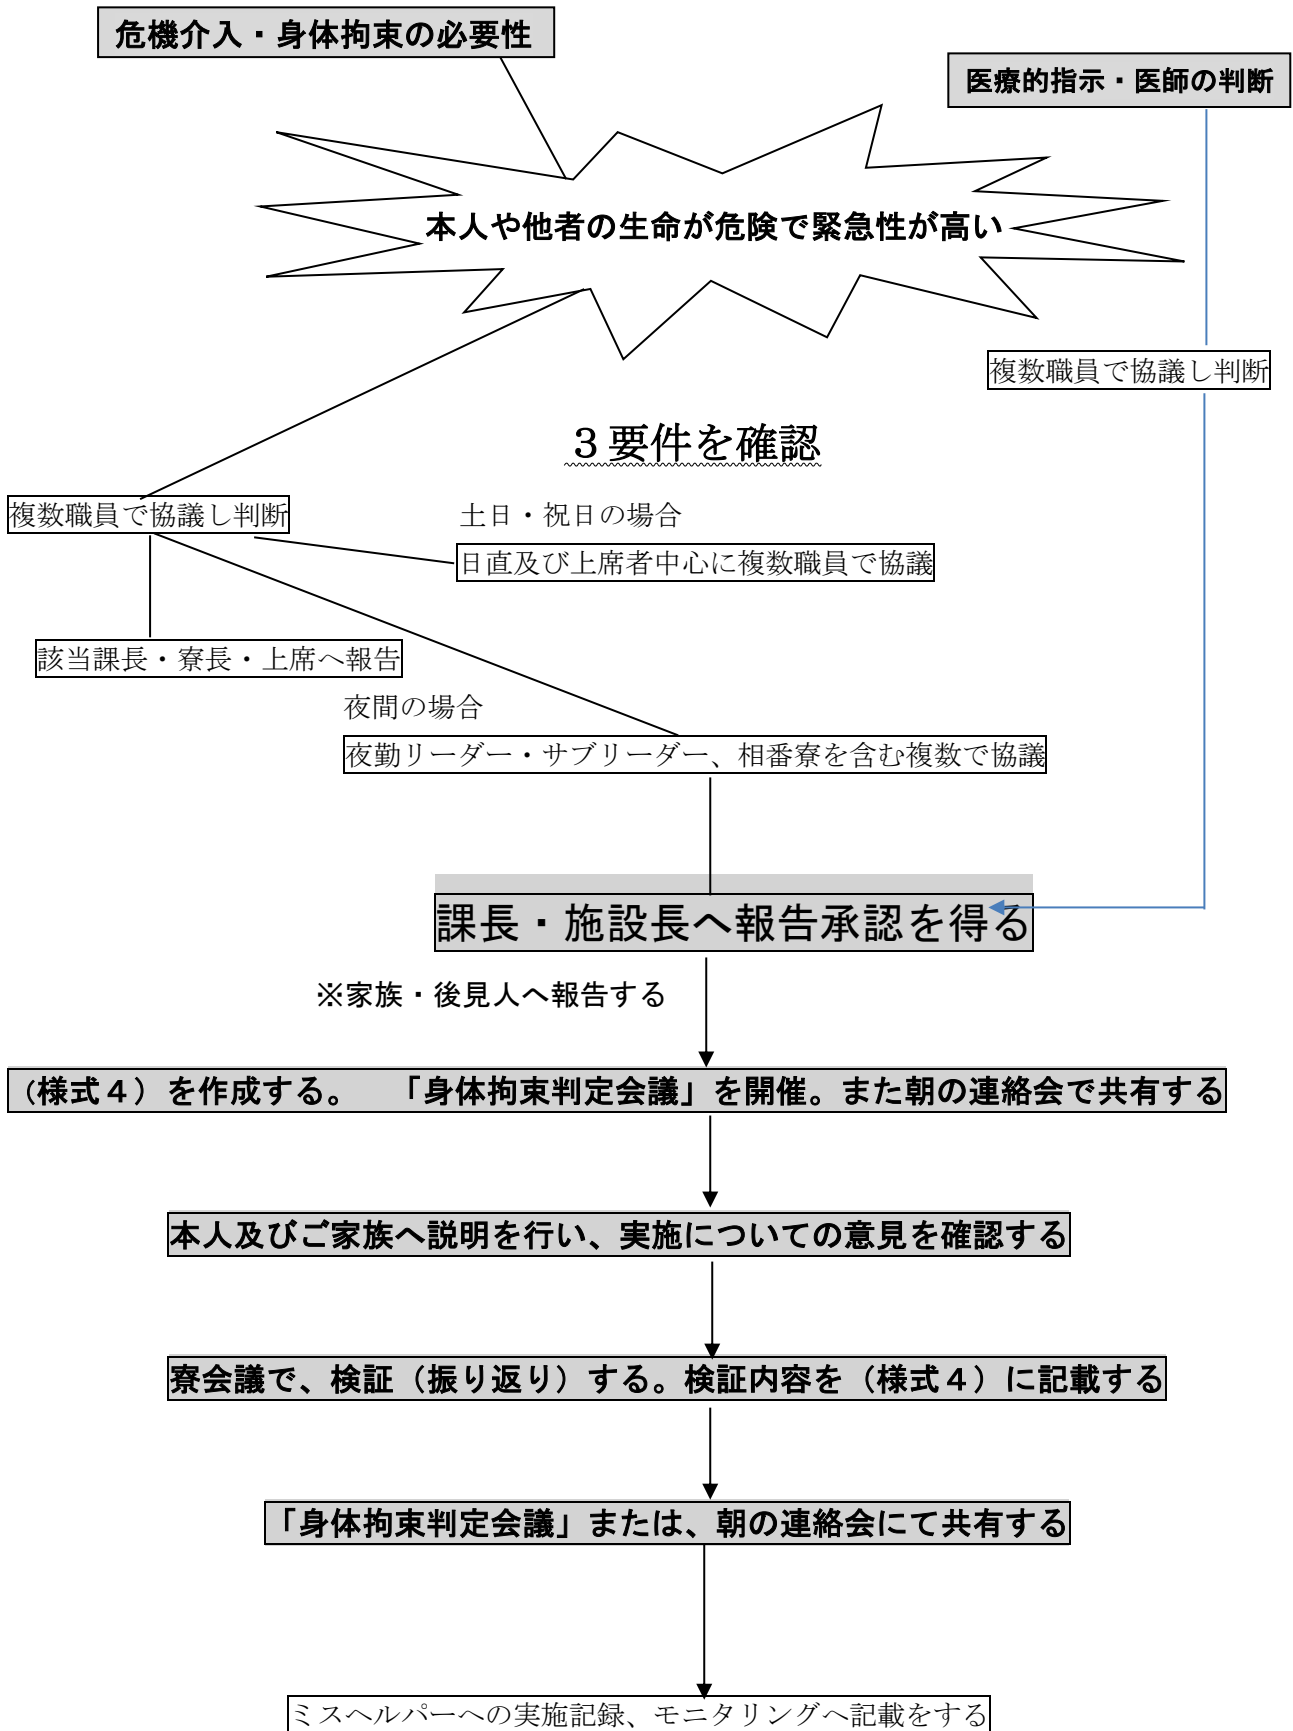 危機介入・身体拘束の必要性
医療的指示・医師の判断
本人や他者の生命が危険で緊急性が高い
複数職員で協議し判断
３要件を確認
複数職員で協議し判断
土日・祝日の場合
日直及び上席者中心に複数職員で協議
該当課長・寮長・上席へ報告
夜間の場合
夜勤リーダー・サブリーダー、相番寮を含む複数で協議
課長・施設長へ報告承認を得る
※家族・後見人へ報告する
（様式４）を作成する。　「身体拘束判定会議」を開催。また朝の連絡会で共有する
本人及びご家族へ説明を行い、実施についての意見を確認する
寮会議で、検証（振り返り）する。検証内容を（様式４）に記載する
「身体拘束判定会議」または、朝の連絡会にて共有する
ミスヘルパーへの実施記録、モニタリングへ記載をする